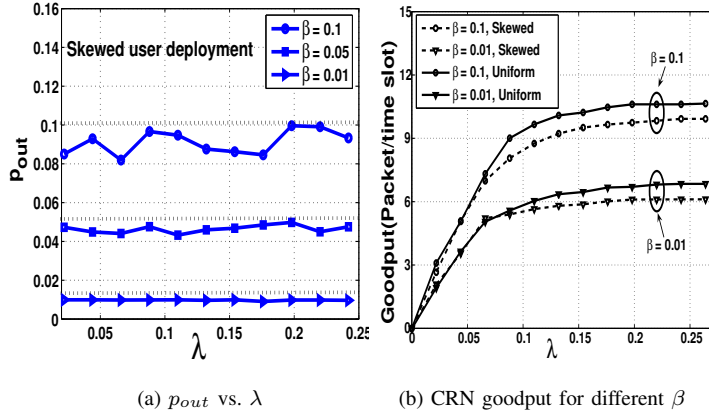 0.16
0.14
0.12
0.1
0.08
0.06
0.04
0.02
0
p_out
Skewed user deployment
β = 0.1
β = 0.05
β = 0.01
0.05
0.1
0.15
0.2
0.25
λ
(a) p_out vs. λ
15
12
9
6
3
0
Goodput(Packet/time slot)
β = 0.1, Skewed
β = 0.01, Skewed
β = 0.1, Uniform
β = 0.01, Uniform
β = 0.1
β = 0.01
0
0.05
0.1
0.15
0.2
0.25
λ
(b) CRN goodput for different β